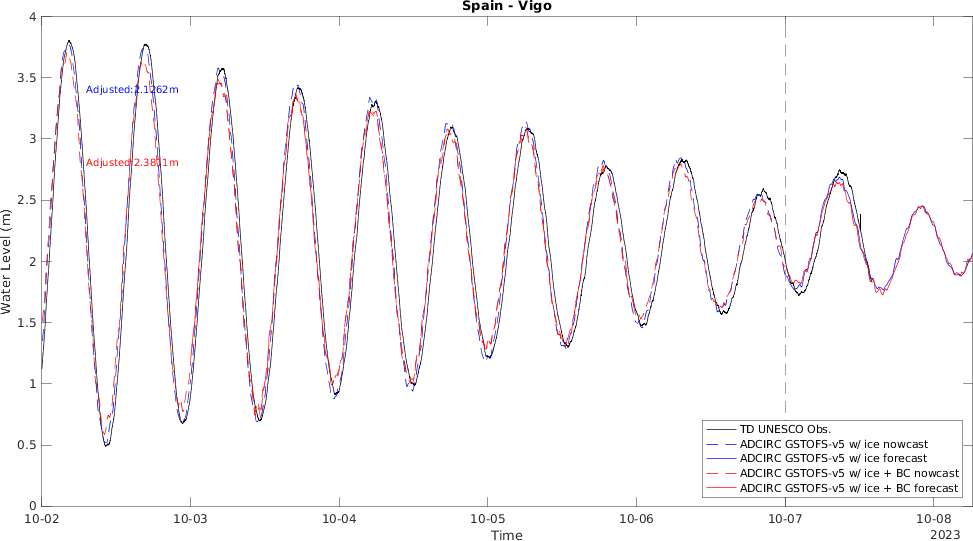 Spain - Vigo
4
3.5
3
2.5
2
1.5
1
0.5
0
Water Level (m)
Adjusted:2.1262m
Adjusted:2.3811m
10-02
10-03
10-04
10-05
10-06
10-07
10-08
Time
2023
TD UNESCO Obs.
ADCIRC GSTOFS-v5 w/ ice nowcast
ADCIRC GSTOFS-v5 w/ ice forecast
ADCIRC GSTOFS-v5 w/ ice + BC nowcast
ADCIRC GSTOFS-v5 w/ ice + BC forecast